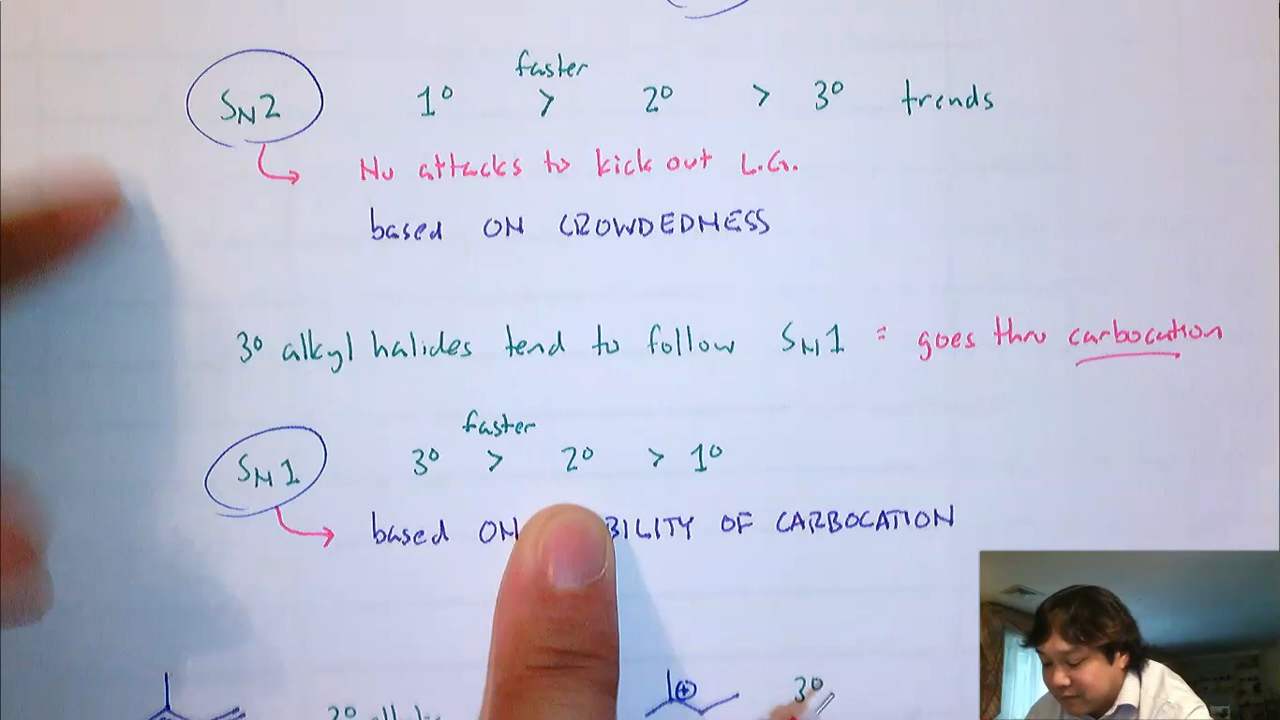 SN2 1° > 2° > 3° trends
faster
Nu attacks to kick out L.G.
based ON CROWDEDNESS
3° alkyl halides tend to follow SN1 = goes thru carbocation
faster
SN1 3° > 2° > 1°
based ON BILITY OF CARBOCATION
⊕ 3°